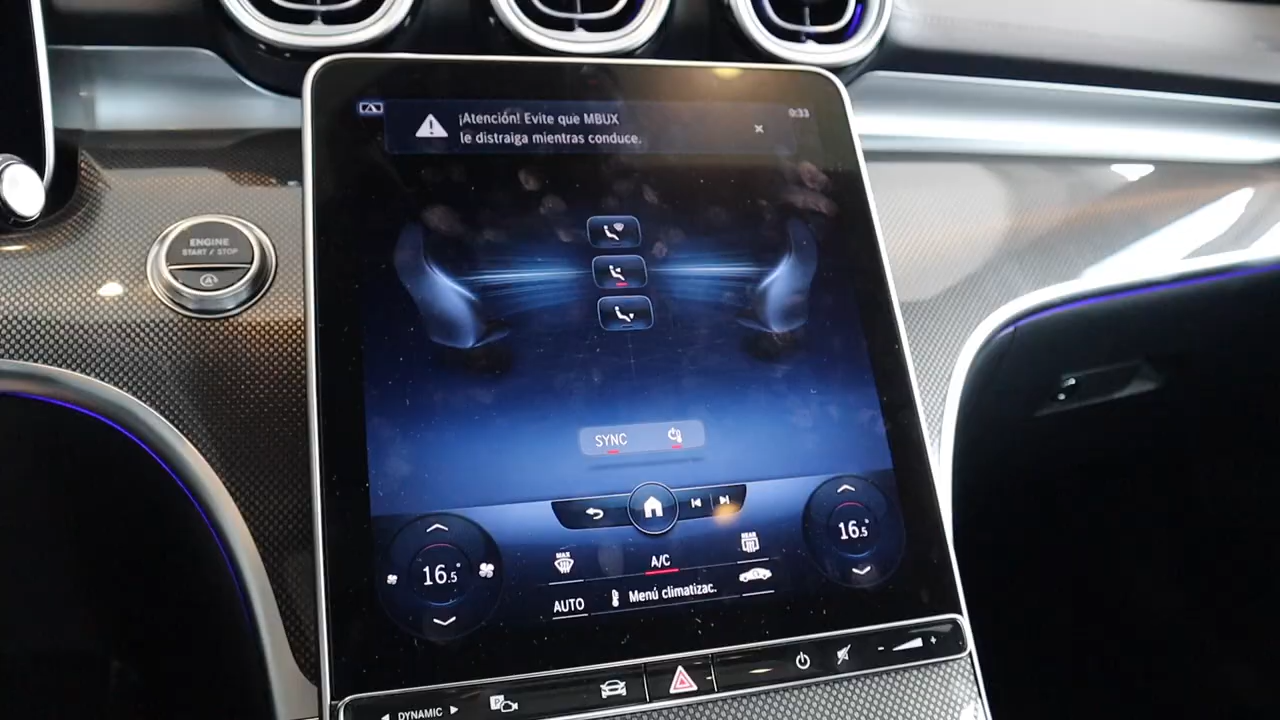 ¡Atención! Evite que MBUX
le distraiga mientras conduce.
0:33
ENGINE
START / STOP
SYNC
16.5°
16.5°
MAX
REAR
A/C
AUTO
Menú climatizac.
DYNAMIC
P